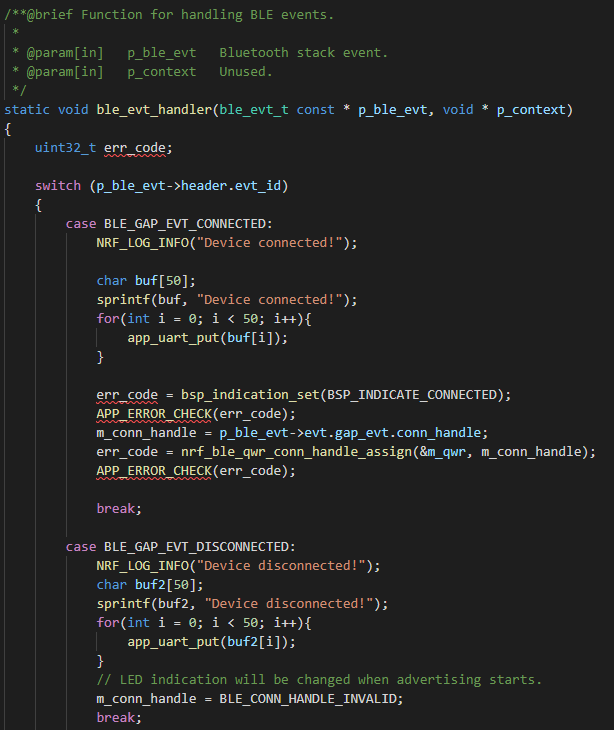 /**@brief Function for handling BLE events.
 *
 * @param[in]   p_ble_evt   Bluetooth stack event.
 * @param[in]   p_context   Unused.
 */
static void ble_evt_handler(ble_evt_t const * p_ble_evt, void * p_context)
{
    uint32_t err_code;

    switch (p_ble_evt->header.evt_id)
    {
        case BLE_GAP_EVT_CONNECTED:
            NRF_LOG_INFO("Device connected!");

            char buf[50];
            sprintf(buf, "Device connected!");
            for(int i = 0; i < 50; i++){
                app_uart_put(buf[i]);
            }

            err_code = bsp_indication_set(BSP_INDICATE_CONNECTED);
            APP_ERROR_CHECK(err_code);
            m_conn_handle = p_ble_evt->evt.gap_evt.conn_handle;
            err_code = nrf_ble_qwr_conn_handle_assign(&m_qwr, m_conn_handle);
            APP_ERROR_CHECK(err_code);

            break;

        case BLE_GAP_EVT_DISCONNECTED:
            NRF_LOG_INFO("Device disconnected!");
            char buf2[50];
            sprintf(buf2, "Device disconnected!");
            for(int i = 0; i < 50; i++){
                app_uart_put(buf2[i]);
            }
            // LED indication will be changed when advertising starts.
            m_conn_handle = BLE_CONN_HANDLE_INVALID;
            break;